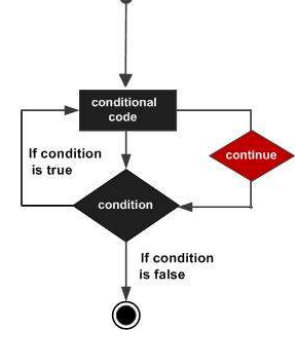 conditional
code
If condition
is true
continue
condition
If condition
is false